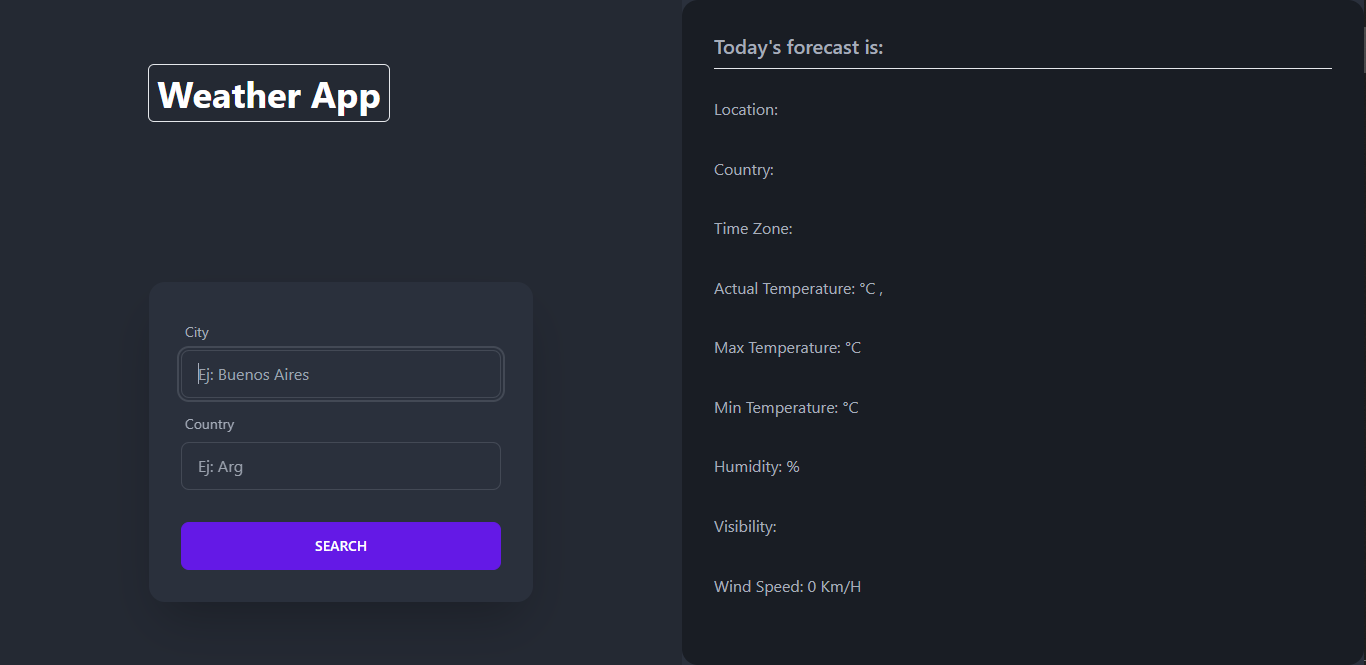 Weather App
City
Ej: Buenos Aires
Country
Ej: Arg
SEARCH
Today's forecast is:
Location:
Country:
Time Zone:
Actual Temperature: °C ,
Max Temperature: °C
Min Temperature: °C
Humidity: %
Visibility:
Wind Speed: 0 Km/H